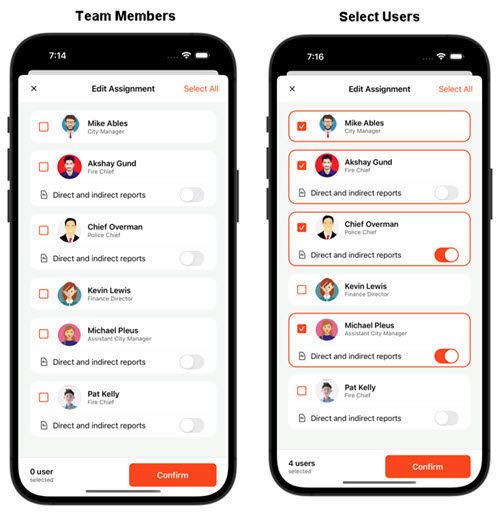 Team Members
7:14
Edit Assignment
Select All
Mike Ables
City Manager
Akshay Gund
Fire Chief
Direct and indirect reports
Chief Overman
Police Chief
Direct and indirect reports
Kevin Lewis
Finance Director
Michael Pleus
Assistant City Manager
Direct and indirect reports
Pat Kelly
Fire Chief
Direct and indirect reports
0 user
selected
Confirm
Select Users
7:16
Edit Assignment
Select All
Mike Ables
City Manager
Akshay Gund
Fire Chief
Direct and indirect reports
Chief Overman
Police Chief
Direct and indirect reports
Kevin Lewis
Finance Director
Michael Pleus
Assistant City Manager
Direct and indirect reports
Pat Kelly
Fire Chief
Direct and indirect reports
4 users
selected
Confirm